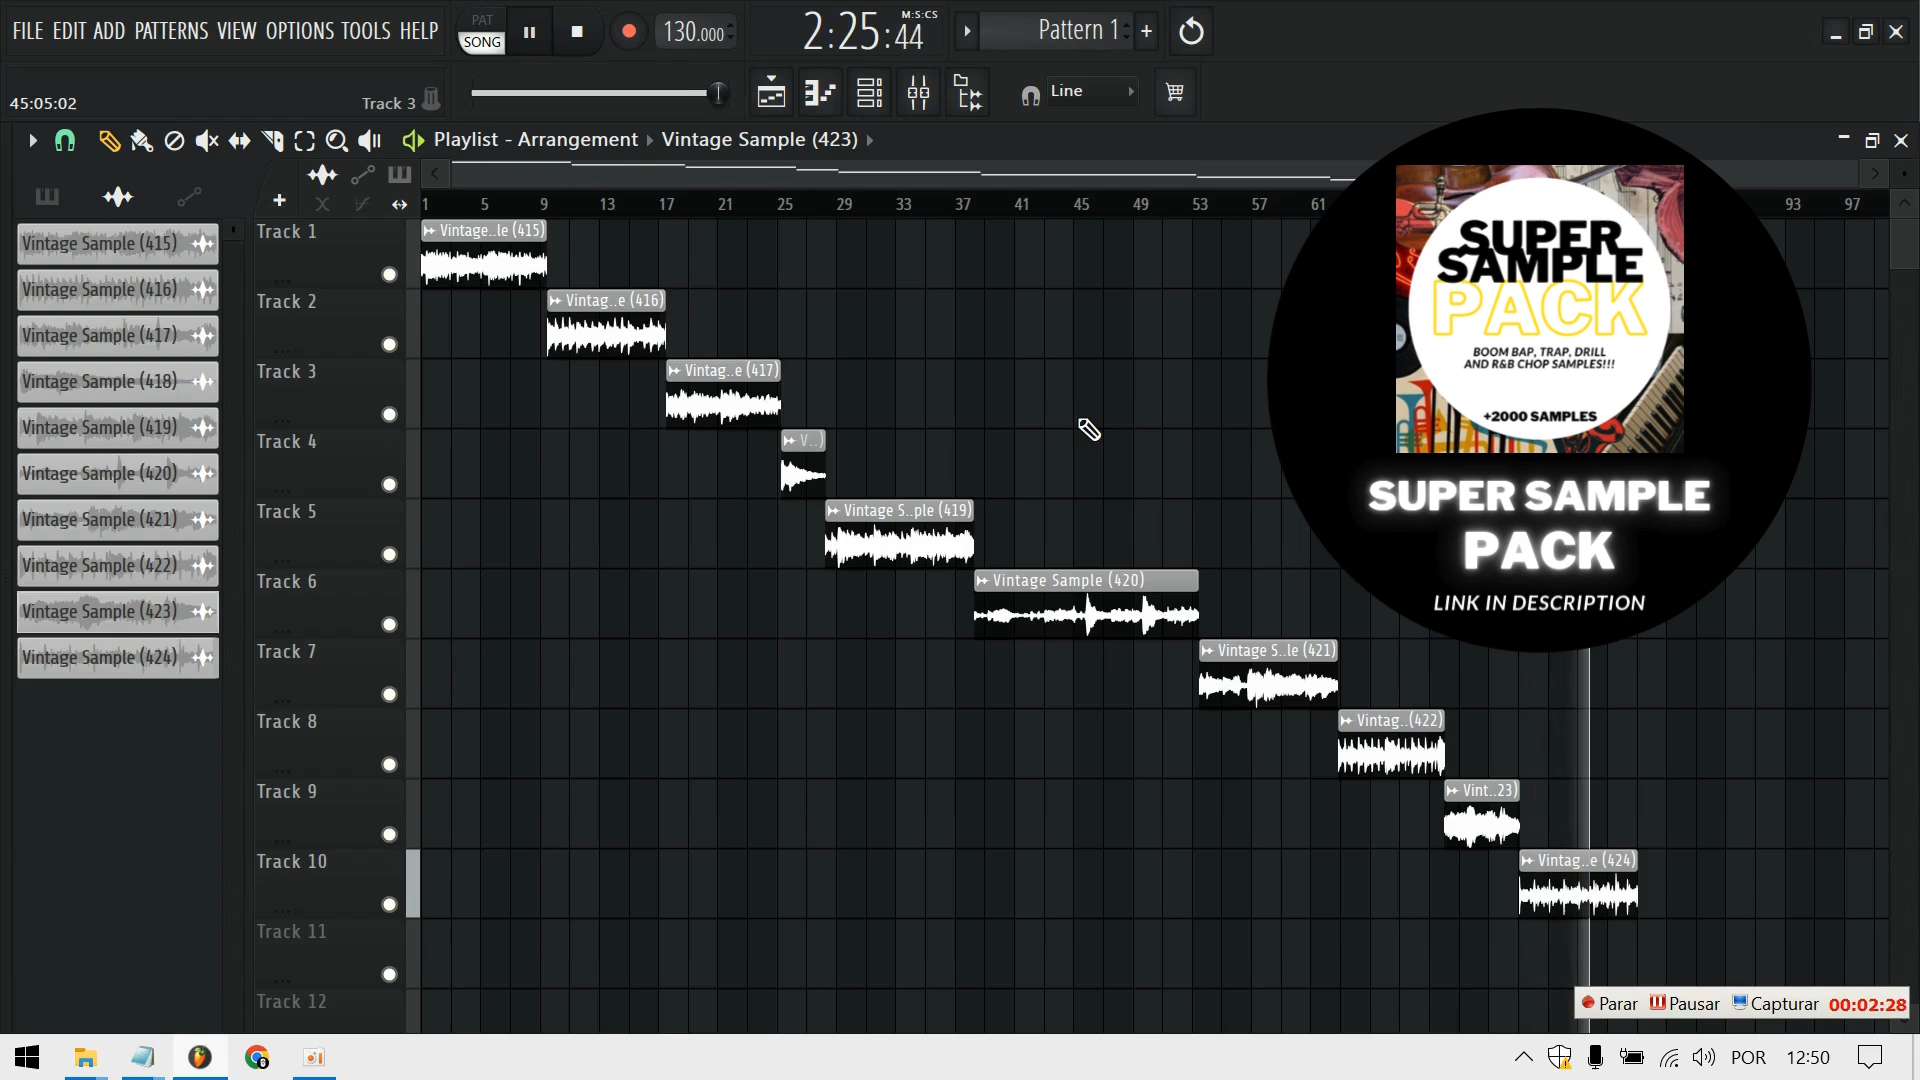 FILE EDIT ADD PATTERNS VIEW OPTIONS TOOLS HELP
PAT
SONG
130.000
2:25:44
M:S:CS
Pattern 1
+
45:05:02
Track 3
Line
Playlist - Arrangement
Vintage Sample (423)
1 5 9 13 17 21 25 29 33 37 41 45 49 53 57 61 93 97
Vintage Sample (415)
Vintage Sample (416)
Vintage Sample (417)
Vintage Sample (418)
Vintage Sample (419)
Vintage Sample (420)
Vintage Sample (421)
Vintage Sample (422)
Vintage Sample (423)
Vintage Sample (424)
Track 1
Vintage..le (415)
Track 2
Vintag..e (416)
Track 3
Vintag..e (417)
Track 4
V..)
Track 5
Vintage S..ple (419)
Track 6
Vintage Sample (420)
Track 7
Vintage S..le (421)
Track 8
Vintag..(422)
Track 9
Vint..23)
Track 10
Vintag..e (424)
Track 11
Track 12
SUPER
SAMPLE
PACK
BOOM BAP, TRAP, DRILL
AND R&B CHOP SAMPLES!!!
+2000 SAMPLES
SUPER SAMPLE
PACK
LINK IN DESCRIPTION
Parar Pausar Capturar 00:02:28
POR 12:50